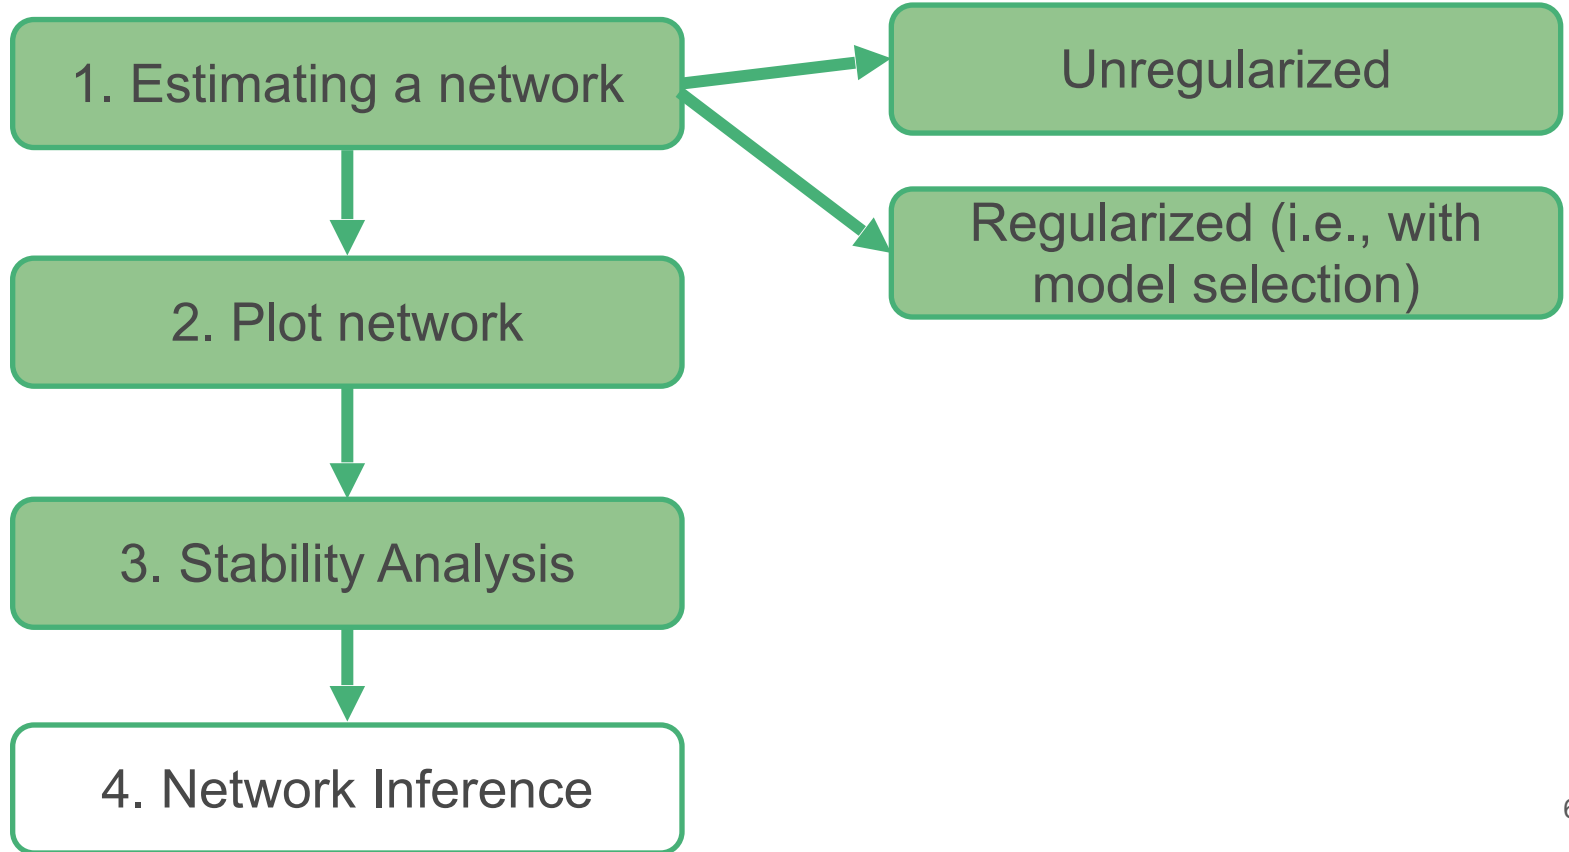 1. Estimating a network
Unregularized
Regularized (i.e., with
model selection)
2. Plot network
3. Stability Analysis
4. Network Inference